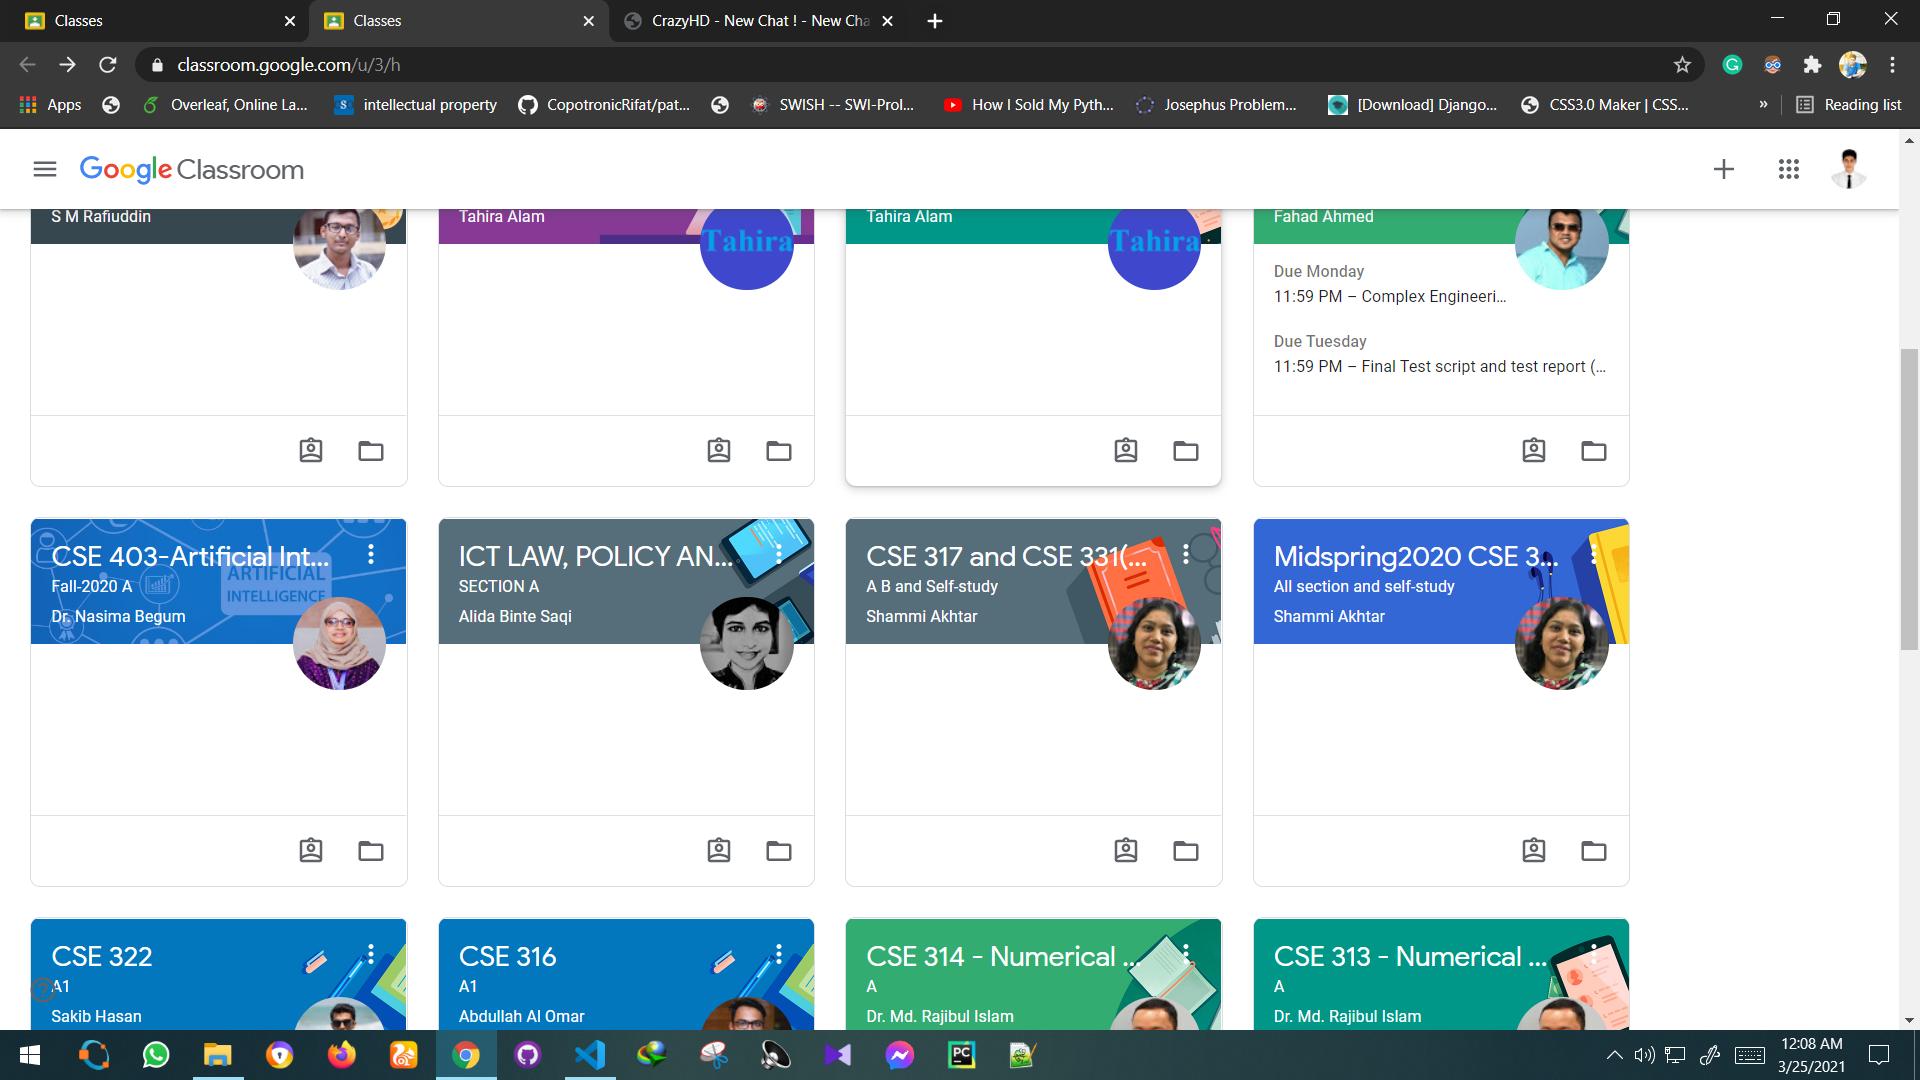 Classes
Classes
CrazyHD - New Chat ! - New Cha
classroom.google.com/u/3/h
Apps
Overleaf, Online La...
intellectual property
CopotronicRifat/pat...
SWISH -- SWI-Prol...
How I Sold My Pyth...
Josephus Problem...
[Download] Django...
CSS3.0 Maker | CSS...
»
Reading list
Google Classroom
S M Rafiuddin
Tahira Alam
Tahira
Tahira Alam
Tahira
Fahad Ahmed
Due Monday
11:59 PM – Complex Engineeri...
Due Tuesday
11:59 PM – Final Test script and test report (...
CSE 403-Artificial Int...
Fall-2020 A
Dr. Nasima Begum
ARTIFICIAL
INTELLIGENCE
ICT LAW, POLICY AN...
SECTION A
Alida Binte Saqi
CSE 317 and CSE 331(...
A B and Self-study
Shammi Akhtar
Midspring2020 CSE 3...
All section and self-study
Shammi Akhtar
CSE 322
A1
Sakib Hasan
CSE 316
A1
Abdullah Al Omar
CSE 314 - Numerical ...
A
Dr. Md. Rajibul Islam
CSE 313 - Numerical ...
A
Dr. Md. Rajibul Islam
PC
12:08 AM
3/25/2021